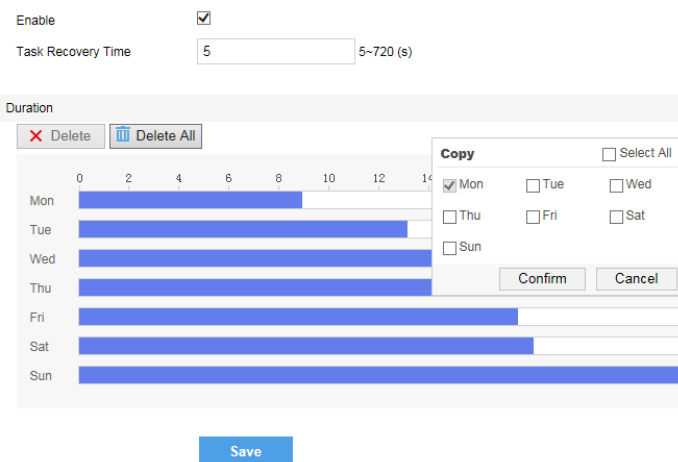 Enable
Task Recovery Time 5 5~720 (s)
Duration
Delete Delete All
Copy Select All
0 2 4 6 8 10 12 14
Mon Tue Wed
Thu Fri Sat
Sun
Confirm Cancel
Mon
Tue
Wed
Thu
Fri
Sat
Sun
Save